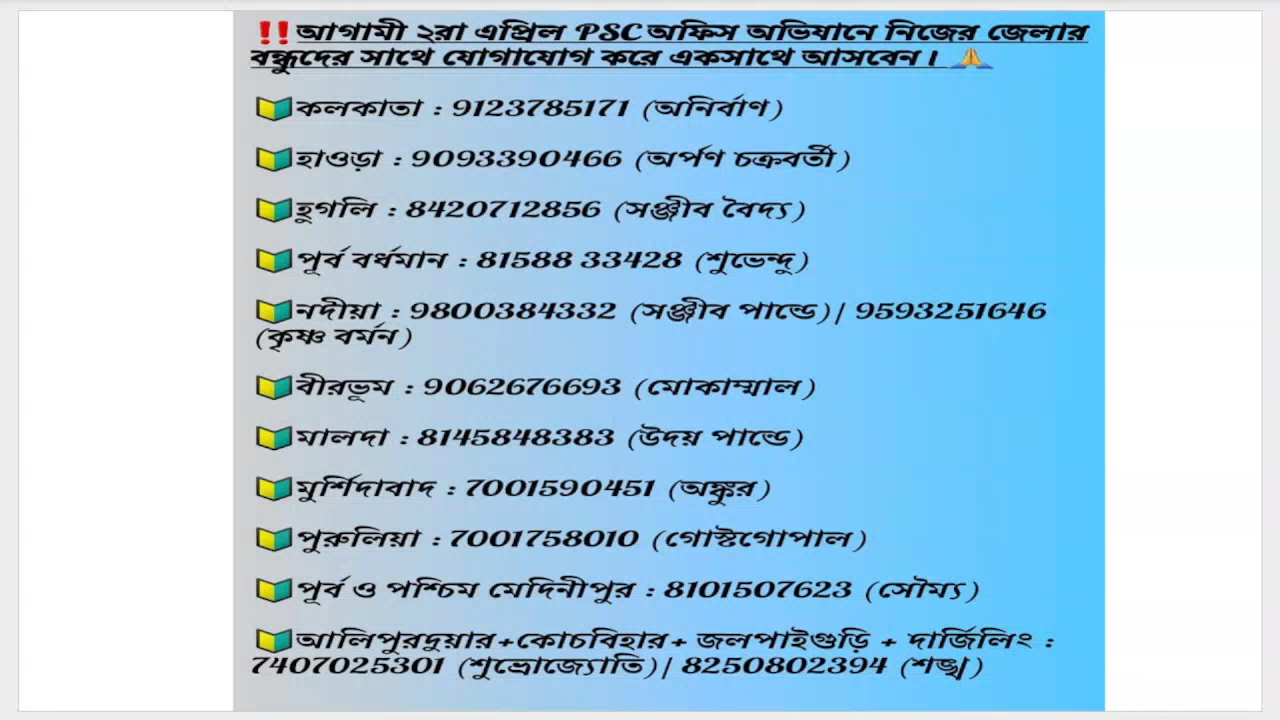 ‼️আগামী ২রা এপ্রিল PSC অফিস অভিযানে নিজের জেলার
বন্ধুদের সাথে যোগাযোগ করে একসাথে আসবেন। 🙏
🔰কলকাতা : 9123785171 (অনির্বাণ)
🔰হাওড়া : 9093390466 (অর্পণ চক্রবর্তী)
🔰হুগলি : 8420712856 (সঞ্জীব বৈদ্য)
🔰পূর্ব বর্ধমান : 81588 33428 (শুভেন্দু)
🔰নদীয়া : 9800384332 (সঞ্জীব পান্ডে)| 9593251646
(কৃষ্ণ বর্মন)
🔰বীরভূম : 9062676693 (মোকাম্মাল)
🔰মালদা : 8145848383 (উদয় পান্ডে)
🔰মুর্শিদাবাদ : 7001590451 (অঙ্কুর)
🔰পুরুলিয়া : 7001758010 (গোস্টগোপাল)
🔰পূর্ব ও পশ্চিম মেদিনীপুর : 8101507623 (সৌম্য)
🔰আলিপুরদুয়ার+কোচবিহার+ জলপাইগুড়ি + দার্জিলিং :
7407025301 (শুভ্রোজ্যোতি)| 8250802394 (শঙ্খ)